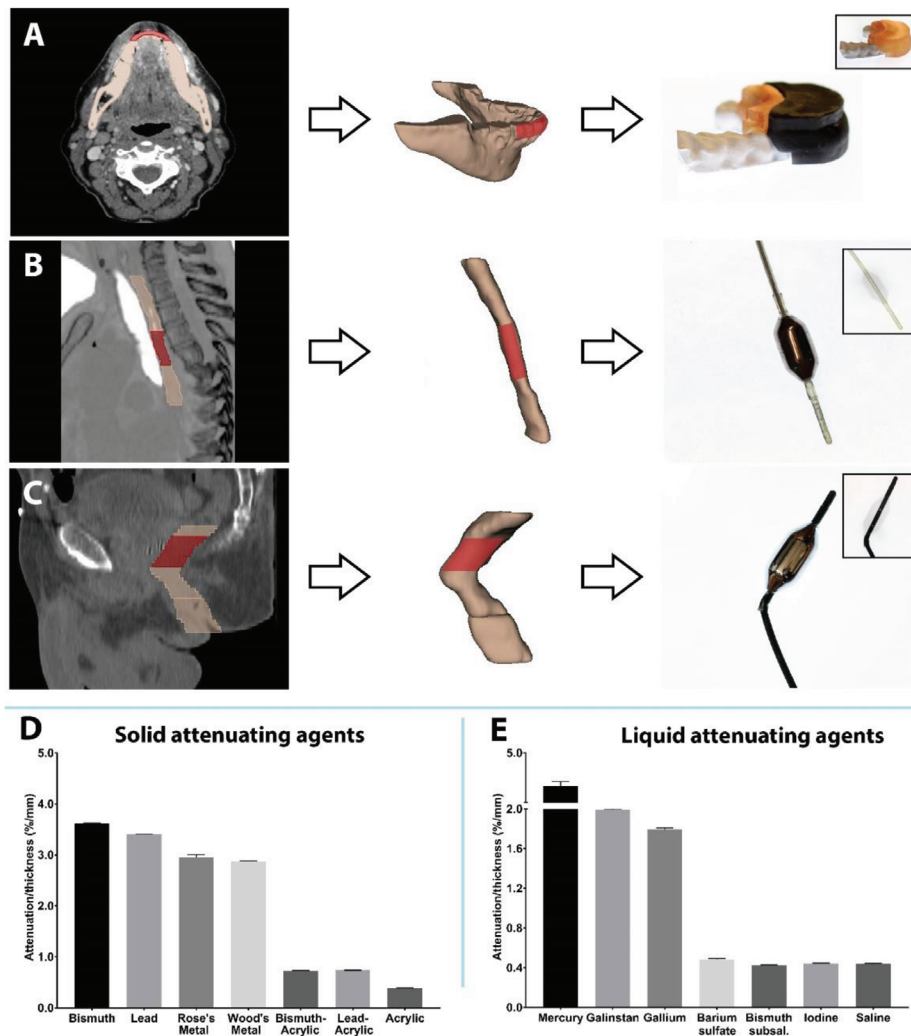 A
B
C
D Solid attenuating agents
Attenuation/thickness (%/mm)
5.0
4.0
3.0
2.0
1.0
0.0
Bismuth Lead Rose's Metal Wood's Metal Bismuth-Acrylic Lead-Acrylic Acrylic
E Liquid attenuating agents
Attenuation/thickness (%/mm)
5.0
2.0
1.6
1.2
0.8
0.4
0.0
Mercury Galinstan Gallium Barium sulfate Bismuth subsal. Iodine Saline